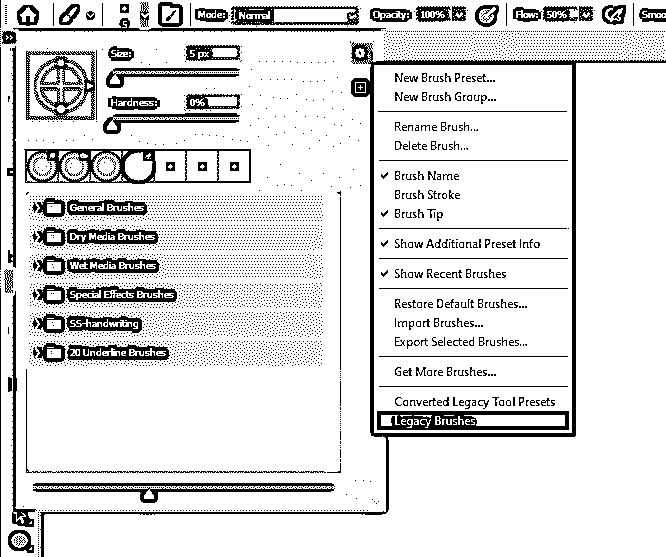 Mode: Normal Opacity: 100% Flow: 50% Smoo
Size: 5 px
Hardness: 0%
General Brushes
Dry Media Brushes
Wet Media Brushes
Special Effects Brushes
SS-handwriting
20 Underline Brushes
New Brush Preset...
New Brush Group...
Rename Brush...
Delete Brush...
Brush Name
Brush Stroke
Brush Tip
Show Additional Preset Info
Show Recent Brushes
Restore Default Brushes...
Import Brushes...
Export Selected Brushes...
Get More Brushes...
Converted Legacy Tool Presets
Legacy Brushes